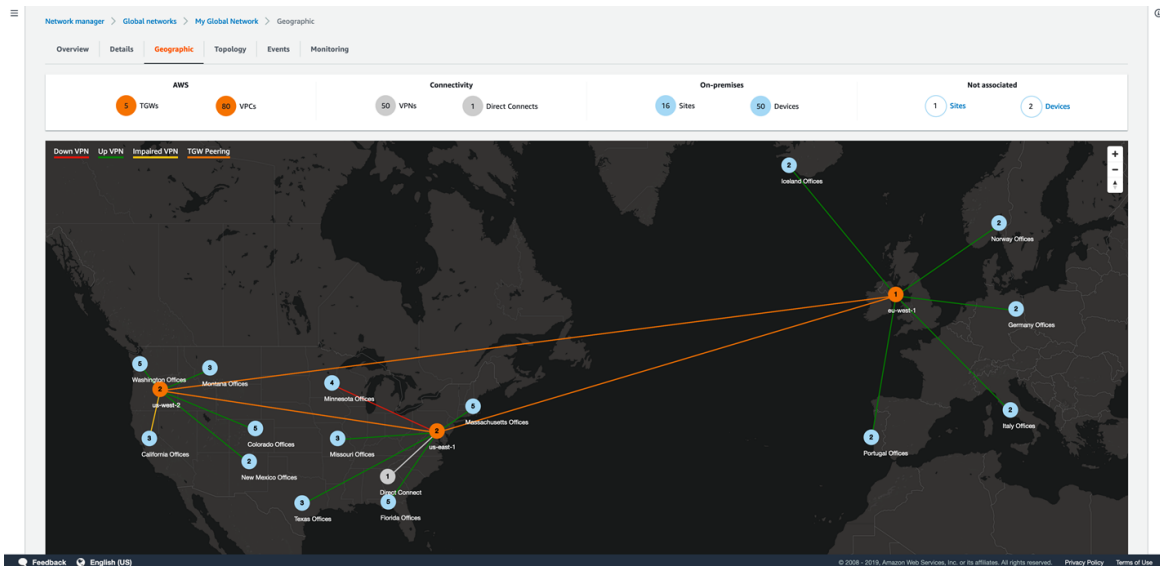 Network manager > Global networks > My Global Network > Geographic
Overview Details Geographic Topology Events Monitoring
AWS Connectivity On-premises Not associated
5 TGWs 80 VPCs 50 VPNs 1 Direct Connects 16 Sites 50 Devices 1 Sites 2 Devices
Down VPN Up VPN Impaired VPN TGW Peering
2
Iceland Offices
2
Norway Offices
1
eu-west-1
2
Germany Offices
5
Washington Offices
3
Montana Offices
2
us-west-2
4
Minnesota Offices
5
Massachusetts Offices
2
Italy Offices
3
California Offices
5
Colorado Offices
3
Missouri Offices
2
us-east-1
2
Portugal Offices
2
New Mexico Offices
1
Direct Connect
3
Texas Offices
5
Florida Offices
Feedback English (US) © 2008 - 2019, Amazon Web Services, Inc. or its affiliates. All rights reserved. Privacy Policy Terms of Use